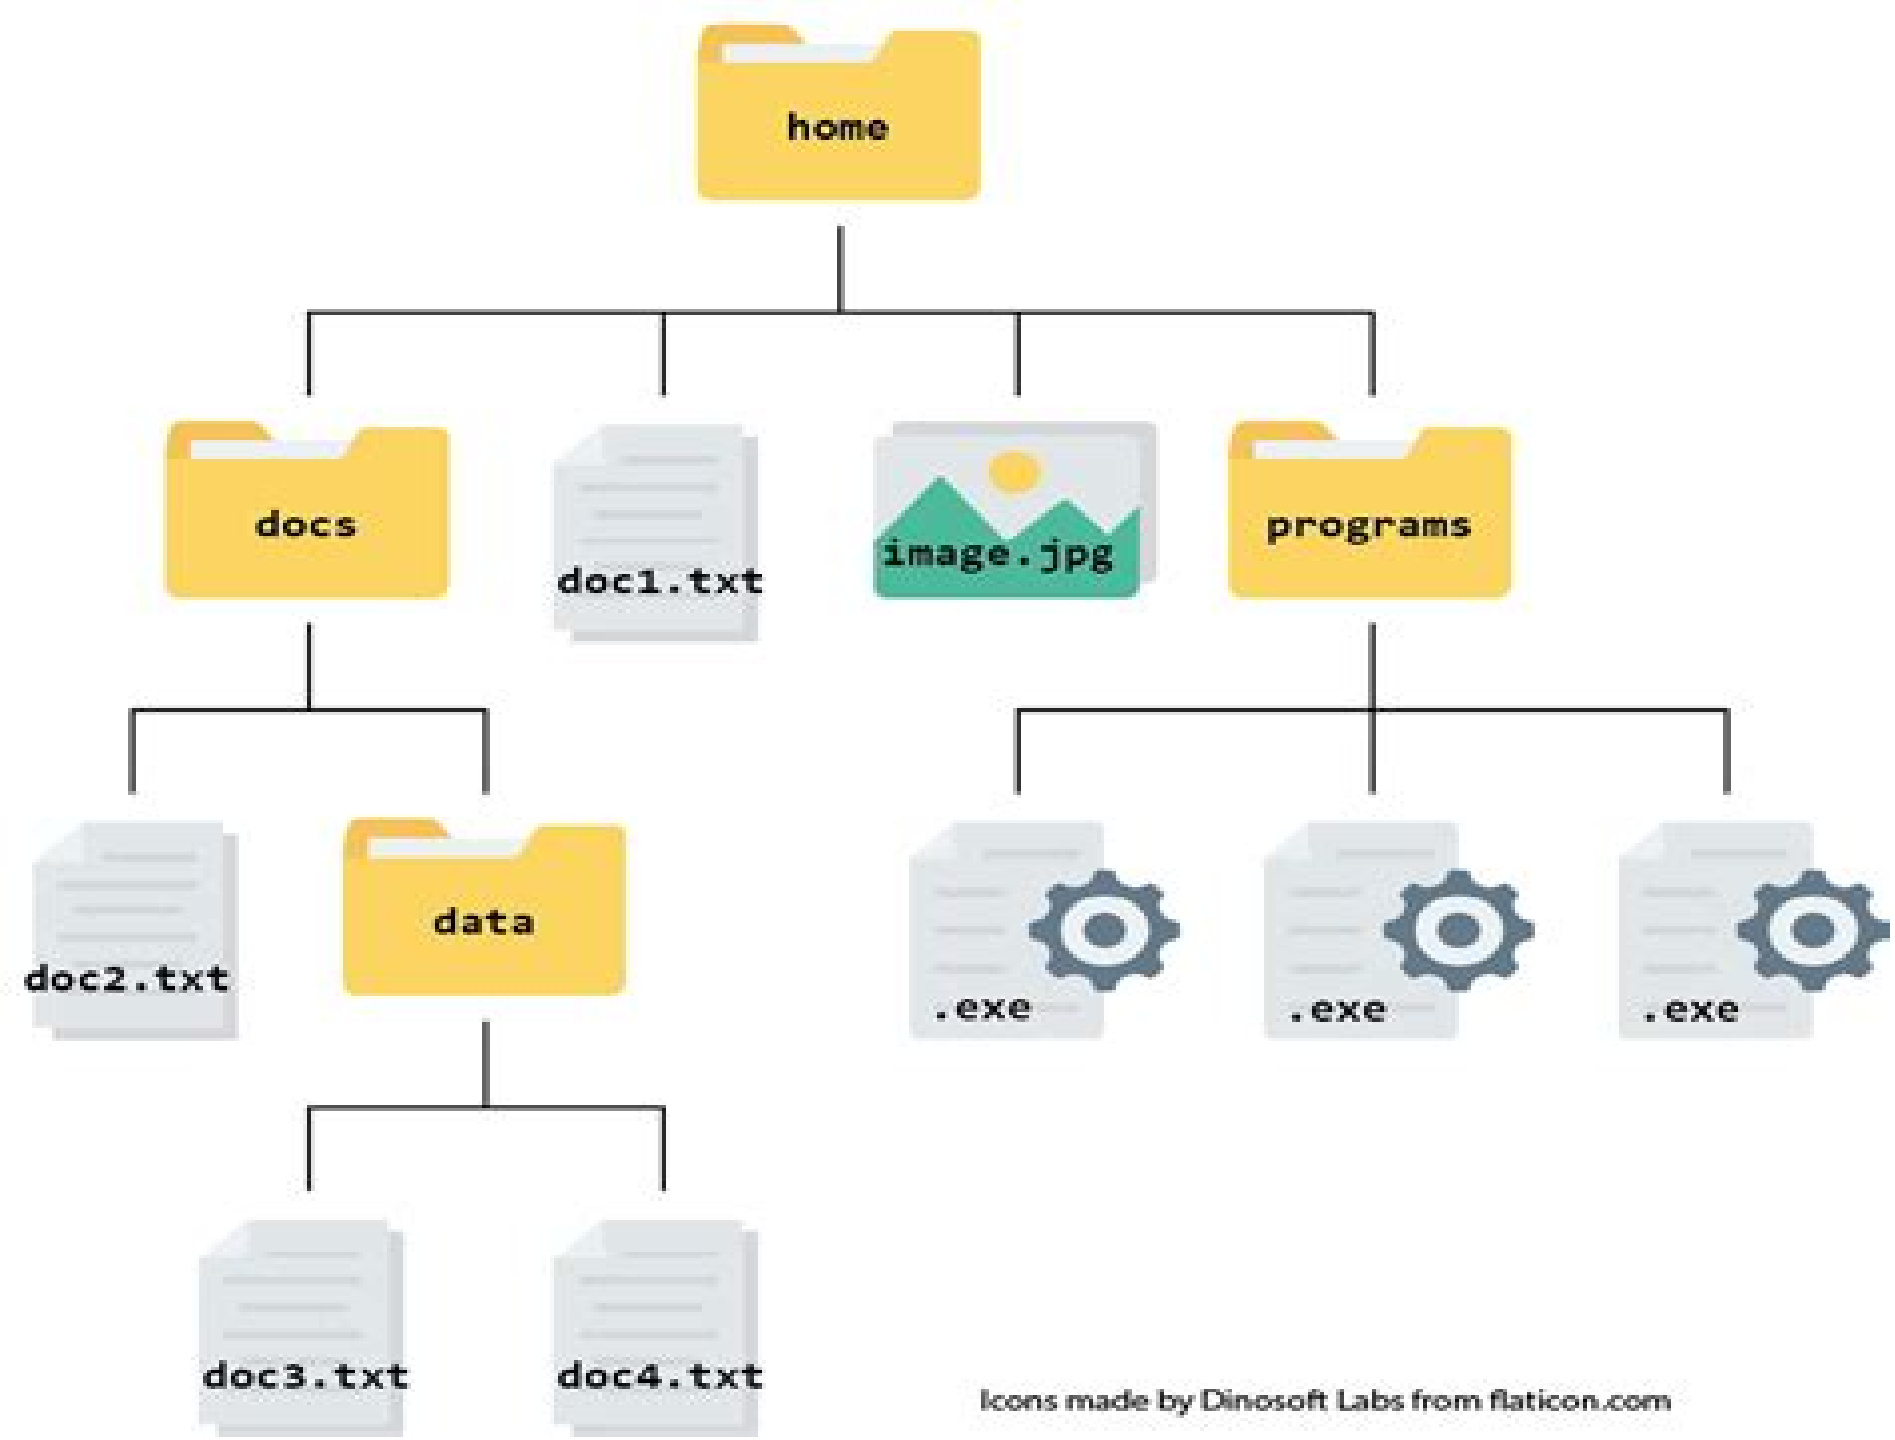 home
docs
doc1.txt
image.jpg
programs
doc2.txt
data
.exe
.exe
.exe
doc3.txt
doc4.txt
Icons made by Dinosoft Labs from flaticon.com